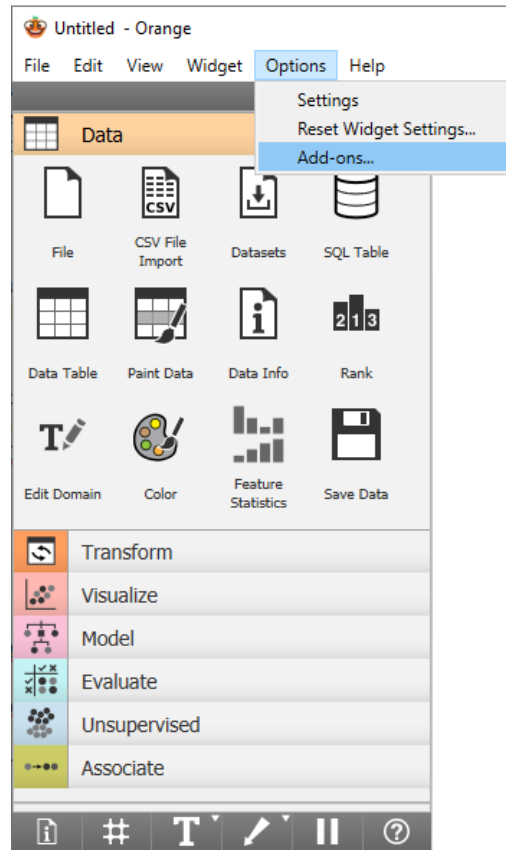 Untitled - Orange
File Edit View Widget Options Help
Settings
Reset Widget Settings...
Add-ons...
Data
CSV
File
CSV File
Import
Datasets
SQL Table
2 1 3
Data Table
Paint Data
Data Info
Rank
T
Edit Domain
Color
Feature
Statistics
Save Data
Transform
Visualize
Model
Evaluate
Unsupervised
Associate
i # T ?